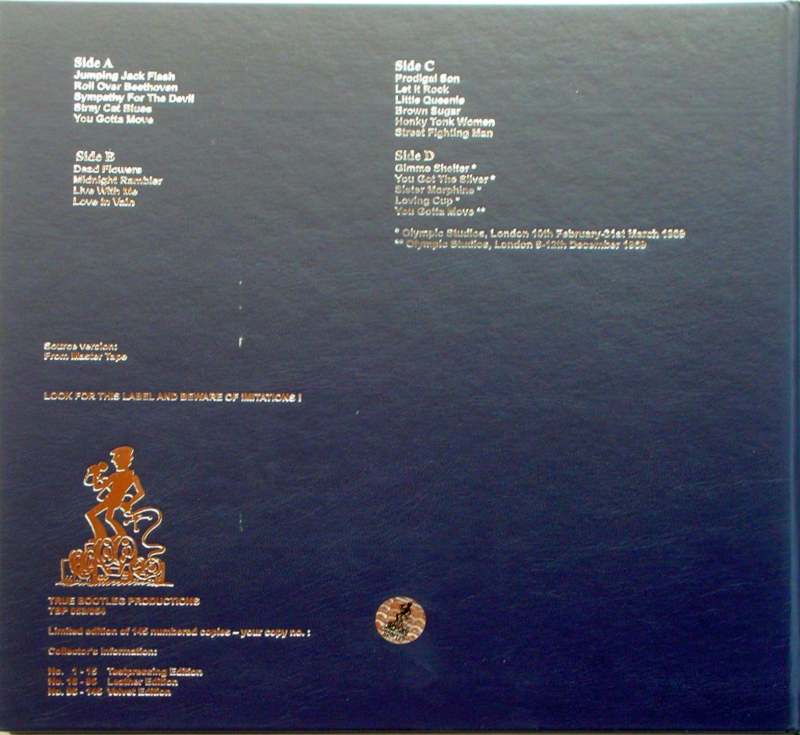 Side A
Jumping Jack Flash
Roll Over Beethoven
Sympathy For The Devil
Stray Cat Blues
You Gotta Move
Side B
Dead Flowers
Midnight Rambler
Live With Me
Love in Vain
Side C
Prodigal Son
Let it Rock
Little Queenie
Brown Sugar
Honky Tonk Women
Street Fighting Man
Side D
Gimme Shelter *
You Got The Silver *
Sister Morphine *
Loving Cup *
You Gotta Move **
* Olympic Studios, London 10th February-21st March 1969
** Olympic Studios, London 8-12th December 1969
Source version:
From Master Tape
LOOK FOR THIS LABEL AND BEWARE OF IMITATIONS !
TRUE BOOTLEG PRODUCTIONS
TBP
Limited edition of 145 numbered copies – your copy no. :
Collector's Information:
No. 1 - 15 Testpressing Edition
No. Leather Edition
No. Velvet Edition